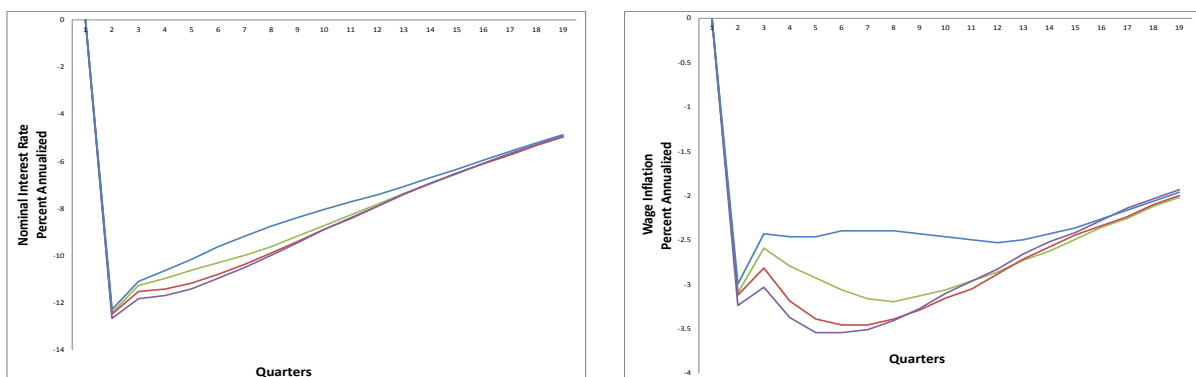 0
1 2 3 4 5 6 7 8 9 10 11 12 13 14 15 16 17 18 19
-2
-4
-6
-8
-10
-12
-14
Nominal Interest Rate
Percent Annualized
Quarters
0
1 2 3 4 5 6 7 8 9 10 11 12 13 14 15 16 17 18 19
-0.5
-1
-1.5
-2
-2.5
-3
-3.5
-4
Wage Inflation
Percent Annualized
Quarters